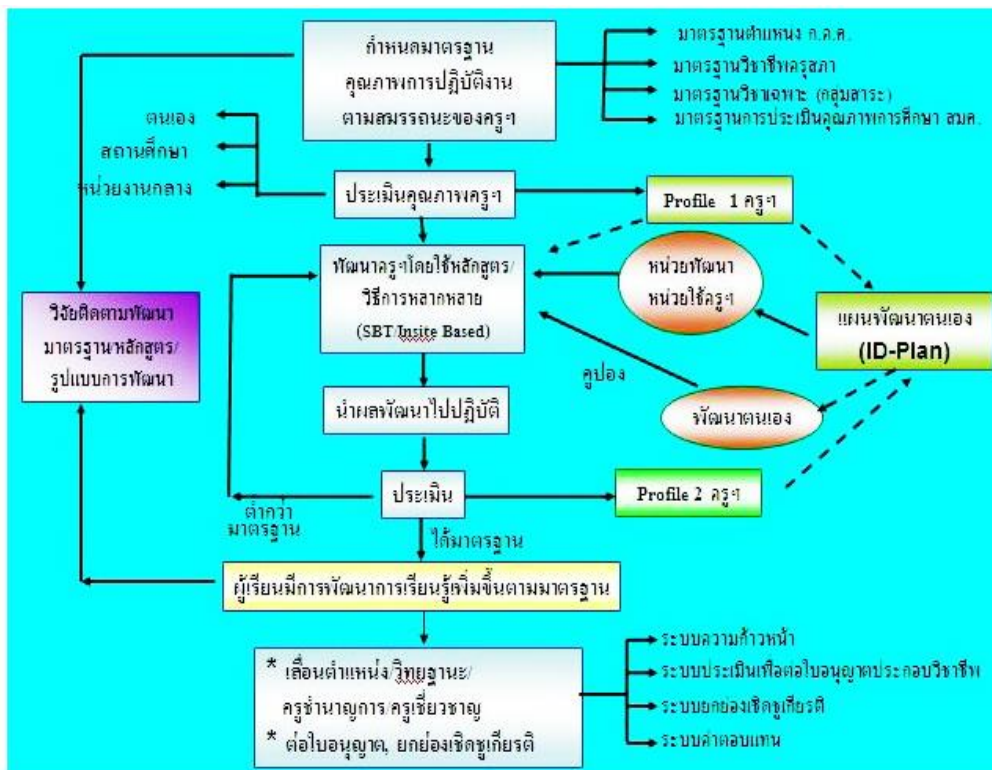 กำหนดมาตรฐาน
คุณภาพการปฏิบัติงาน
ตามสมรรถนะของครูฯ
มาตรฐานตำแหน่ง ก.ค.ศ.
มาตรฐานวิชาชีพครุสภา
มาตรฐานวิชาเฉพาะ (กลุ่มสาระ)
มาตรฐานการประเมินคุณภาพการศึกษา สมศ.
ตนเอง
สถานศึกษา
หน่วยงานกลาง
ประเมินคุณภาพครูฯ
Profile 1 ครูฯ
พัฒนาครูฯโดยใช้หลักสูตร/
วิธีการหลากหลาย
(SBT/Insite Based)
หน่วยพัฒนา
หน่วยใช้ครูฯ
แผนพัฒนาตนเอง
(ID-Plan)
วิจัยติดตามพัฒนา
มาตรฐาน/หลักสูตร/
รูปแบบการพัฒนา
คูปอง
นำผลพัฒนาไปปฏิบัติ
พัฒนาตนเอง
ประเมิน
Profile 2 ครูฯ
ต่ำกว่า
มาตรฐาน
ได้มาตรฐาน
ผู้เรียนมีการพัฒนาการเรียนรู้เพิ่มขึ้นตามมาตรฐาน
* เลื่อนตำแหน่ง/วิทยฐานะ/
ครูชำนาญการ/ครูเชี่ยวชาญ
* ต่อใบอนุญาต, ยกย่องเชิดชูเกียรติ
ระบบความก้าวหน้า
ระบบประเมินเพื่อต่อใบอนุญาตประกอบวิชาชีพ
ระบบยกย่องเชิดชูเกียรติ
ระบบค่าตอบแทน